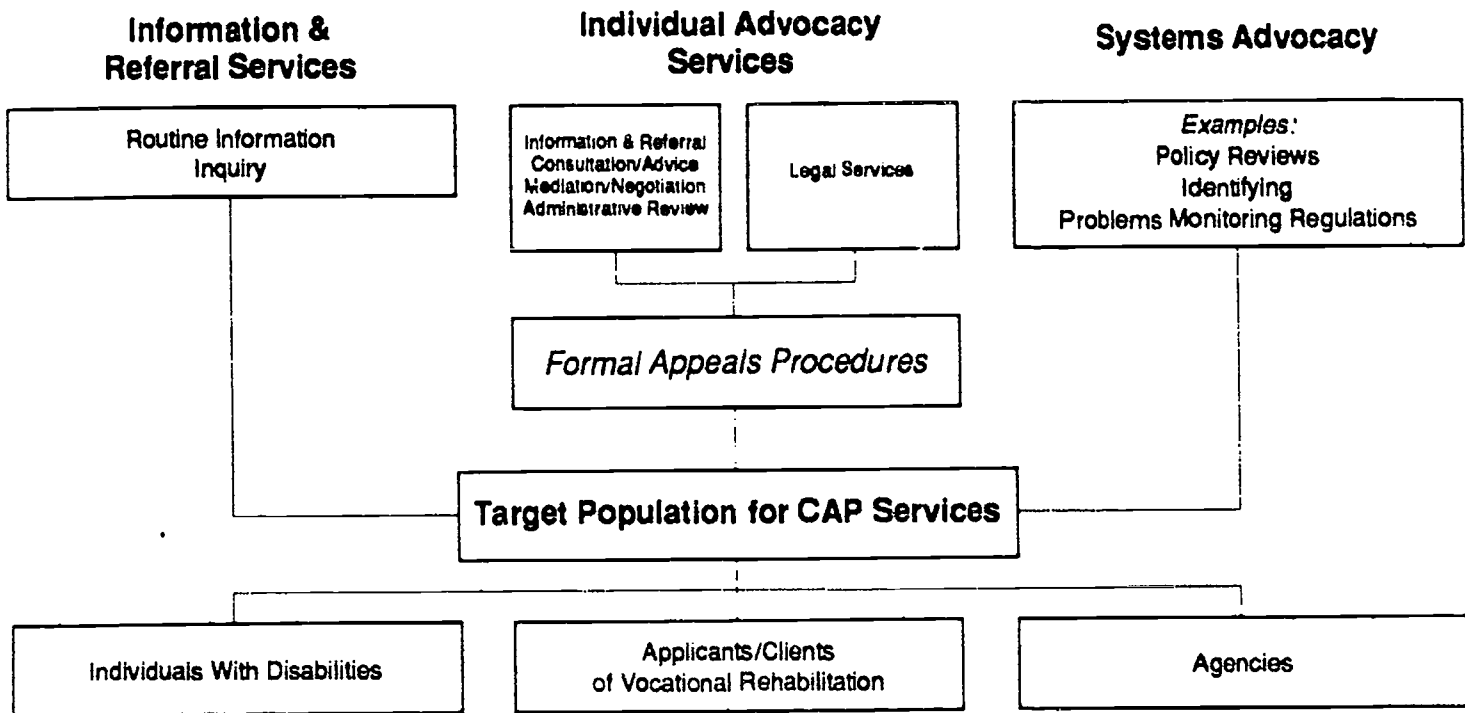 Information &
Referral Services
Individual Advocacy
Services
Systems Advocacy
Routine Information
Inquiry
Information & Referral
Consultation/Advice
Mediation/Negotiation
Administrative Review
Legal Services
Examples:
Policy Reviews
Identifying
Problems Monitoring Regulations
Formal Appeals Procedures
Target Population for CAP Services
Individuals With Disabilities
Applicants/Clients
of Vocational Rehabilitation
Agencies